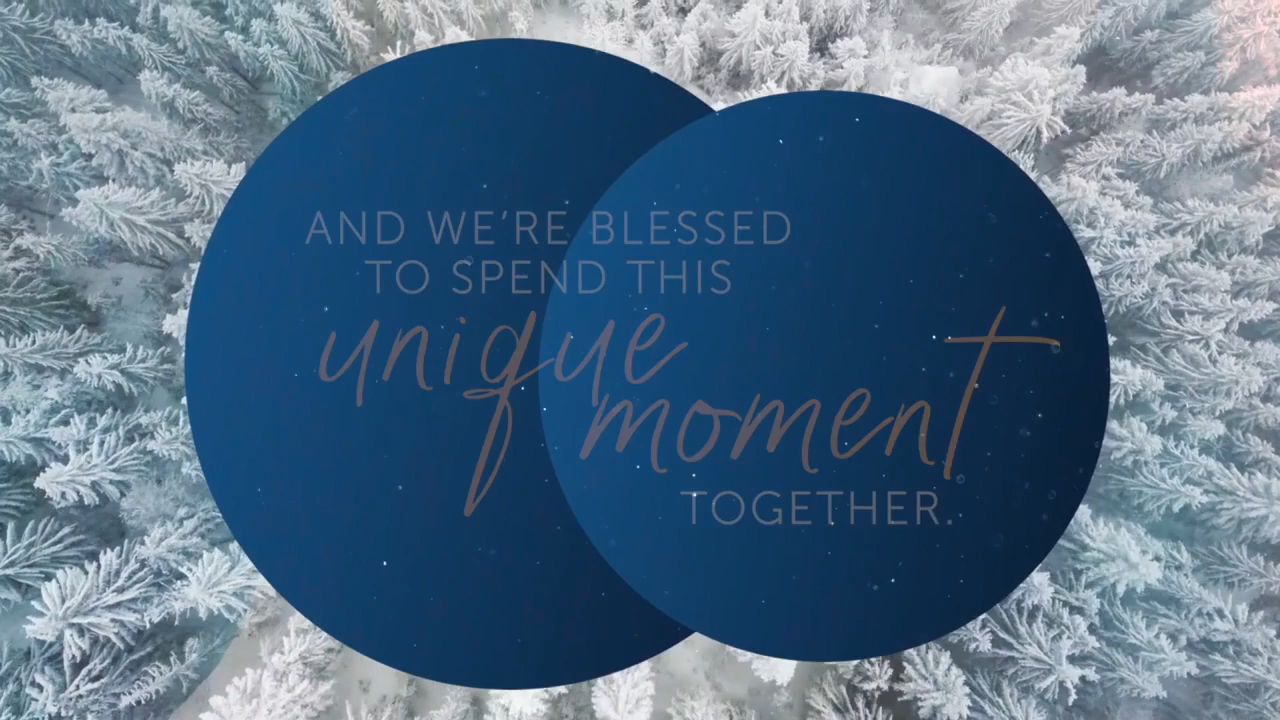 AND WE'RE BLESSED
TO SPEND THIS
unique
moment
TOGETHER.